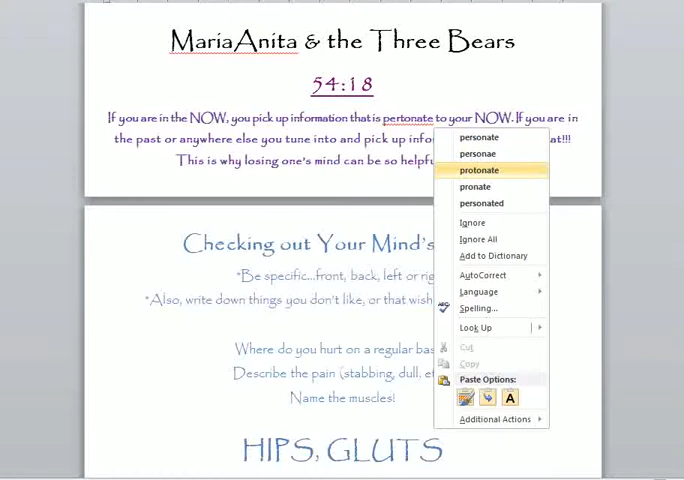 MariaAnita & the Three Bears
54:18
If you are in the NOW, you pick up information that is pertonate to your NOW. If you are in
the past or anywhere else you tune into and pick up info
at!!!
This is why losing one's mind can be so helpfu
Checking out Your Mind's
*Be specific...front, back, left or rig
*Also, write down things you don't like, or that wish
Where do you hurt on a regular bas
Describe the pain (stabbing, dull, et
Name the muscles!
HIPS, GLUTS
personate
personae
protonate
pronate
personated
Ignore
Ignore All
Add to Dictionary
AutoCorrect
Language
Spelling...
Look Up
Cut
Copy
Paste Options:
A
Additional Actions